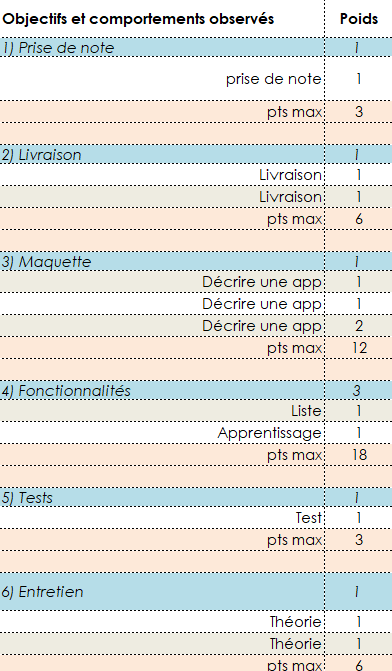 Objectifs et comportements observés Poids
1) Prise de note 1
prise de note 1
pts max 3
2) Livraison 1
Livraison 1
Livraison 1
pts max 6
3) Maquette 1
Décrire une app 1
Décrire une app 1
Décrire une app 2
pts max 12
4) Fonctionnalités 3
Liste 1
Apprentissage 1
pts max 18
5) Tests 1
Test 1
pts max 3
6) Entretien 1
Théorie 1
Théorie 1
pts max 6